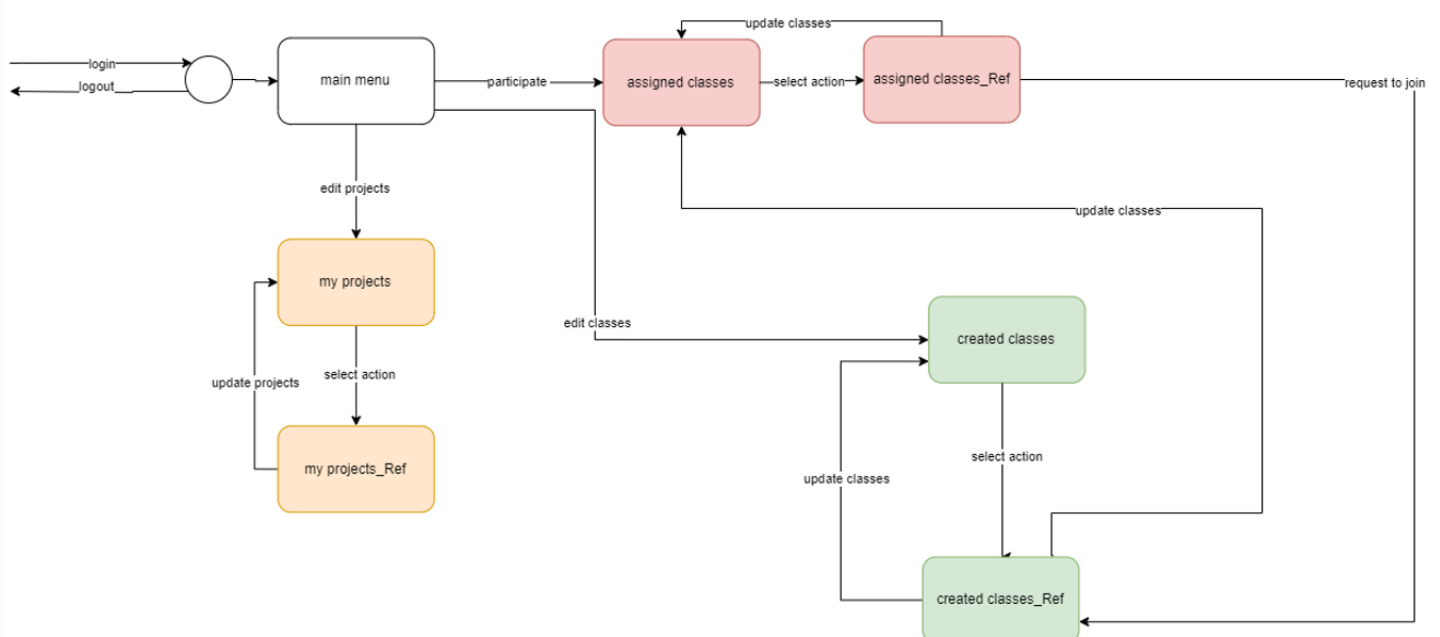 update classes
login
logout
main menu
participate
assigned classes
select action
assigned classes_Ref
request to join
edit projects
update classes
my projects
edit classes
created classes
update projects
select action
select action
update classes
my projects_Ref
created classes_Ref